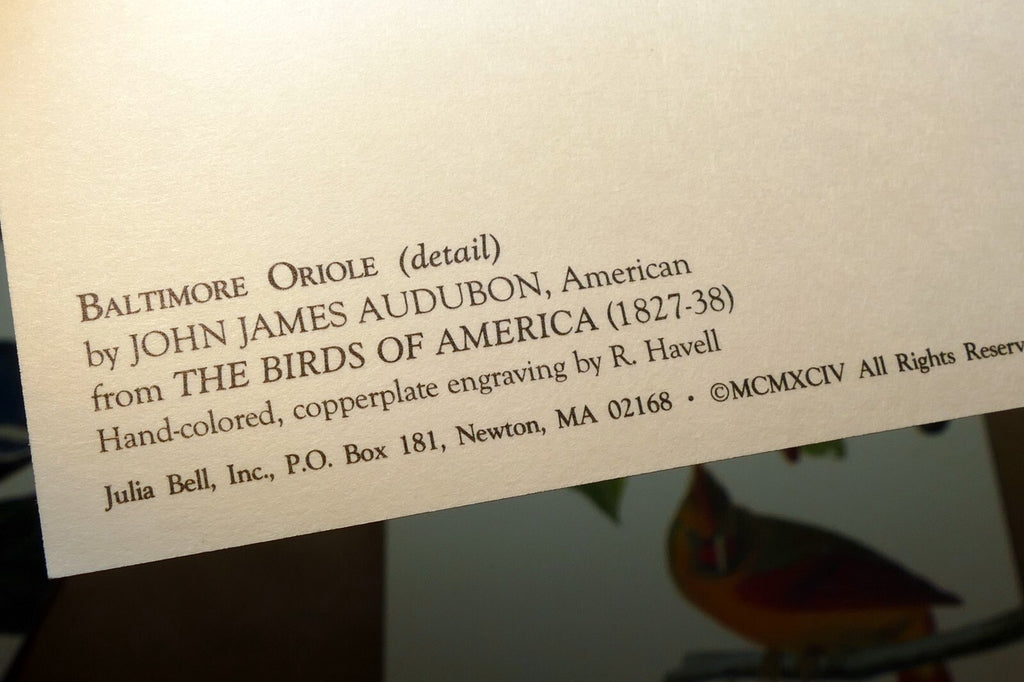 BALTIMORE ORIOLE (detail)
by JOHN JAMES AUDUBON, American
from THE BIRDS OF AMERICA (1827-38)
Hand-colored, copperplate engraving by R. Havell
Julia Bell, Inc., P.O. Box 181, Newton, MA 02168 • ©MCMXCIV All Rights Reserv